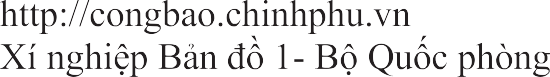 http://congbao.chinhphu.vn
Xí nghiệp Bản đồ 1- Bộ Quốc phòng